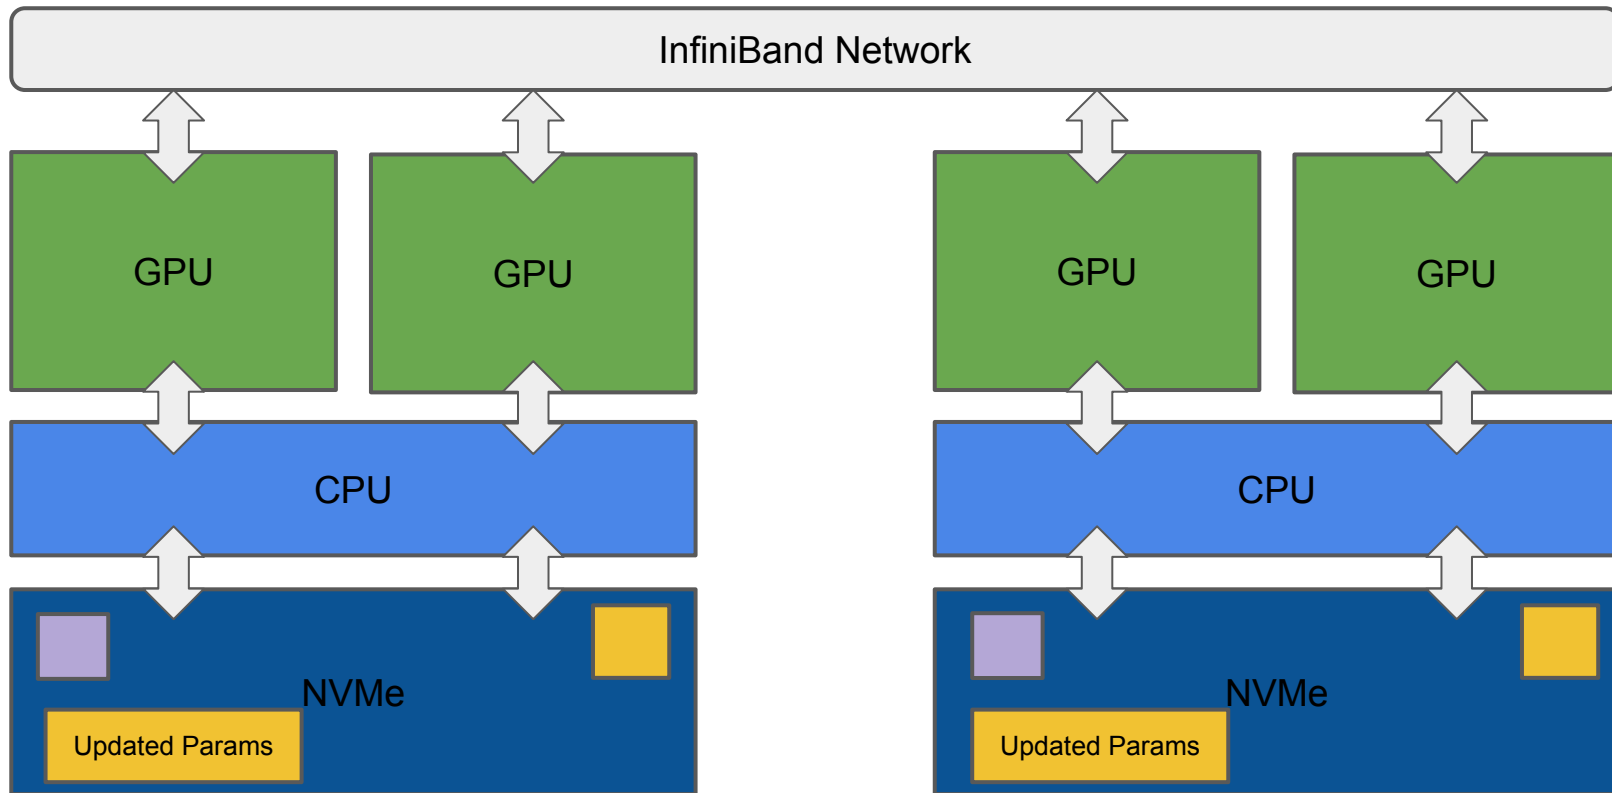 InfiniBand Network
GPU
GPU
GPU
GPU
CPU
CPU
NVMe
NVMe
Updated Params
Updated Params